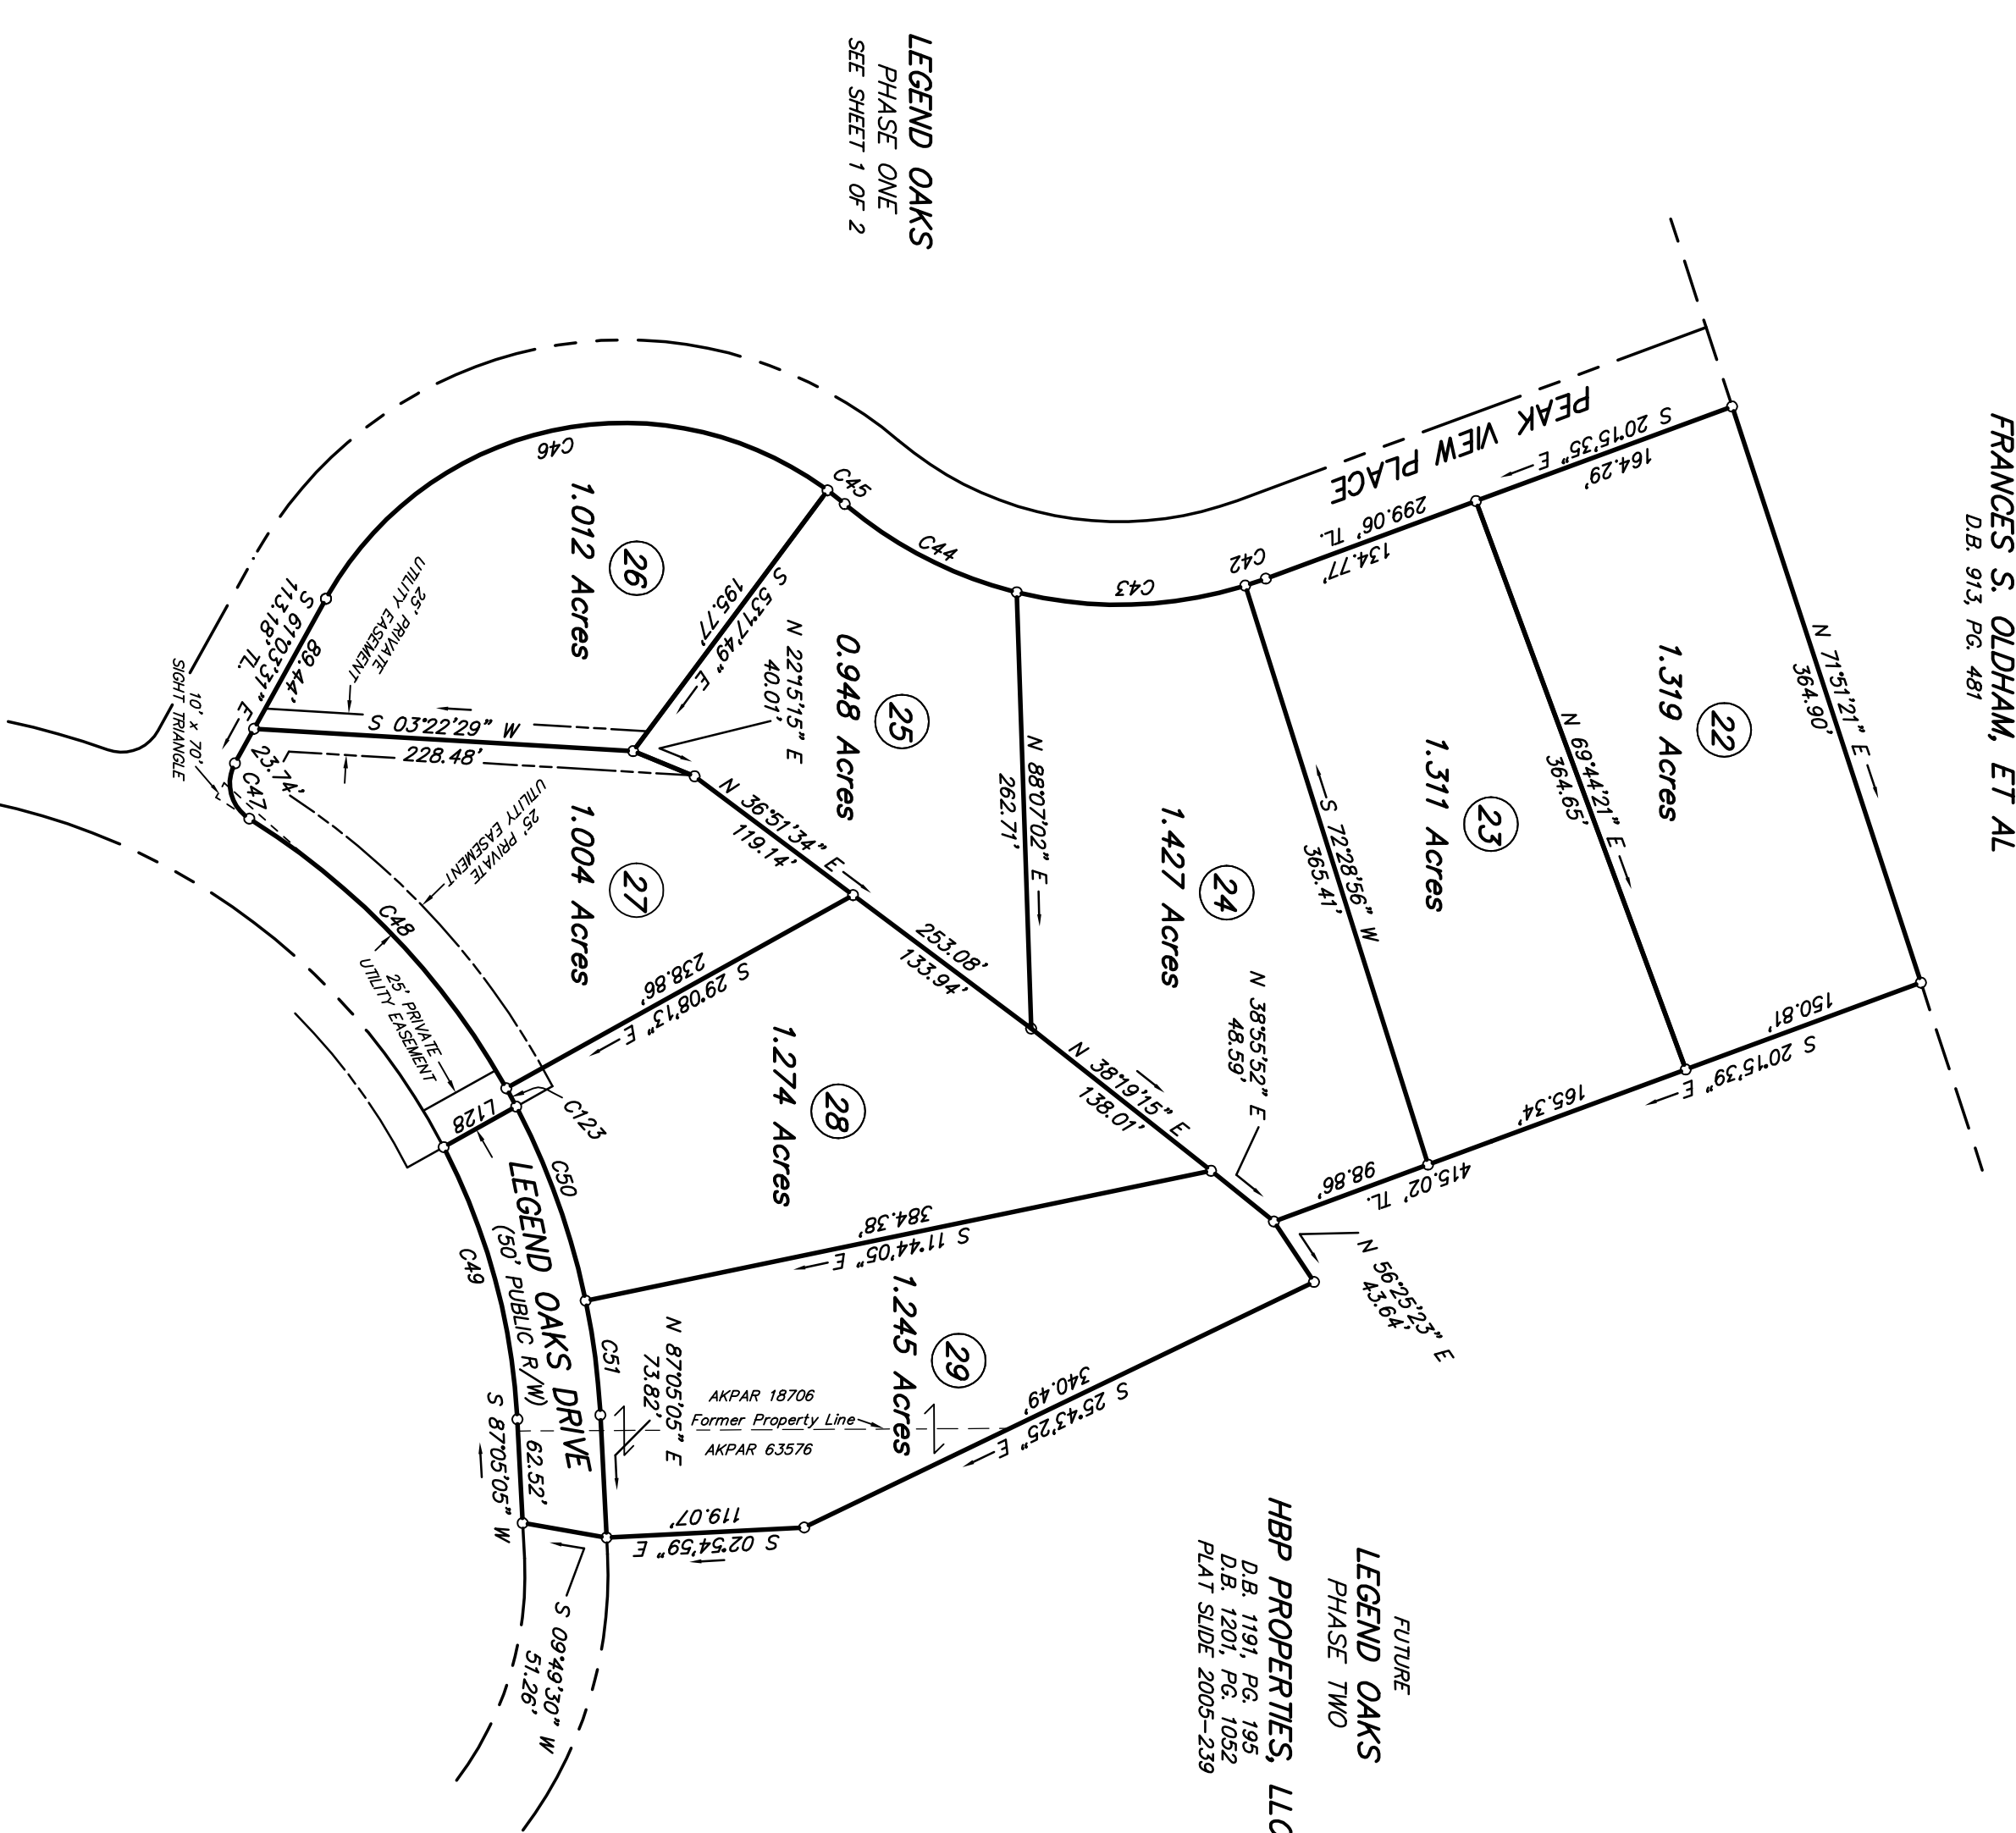 FRANCES S. OLDHAM, ET AL
D.B. 913, PG. 481
N 71°51'21" E
364.90'
PEAK VIEW PLACE
S 20°15'35" E
164.29'
299.06' TL.
134.77'
22
1.319 Acres
N 69°44'21" E
364.65'
150.81'
S 20°15'39" E
23
1.311 Acres
165.34'
S 72°28'56" W
365.41'
415.02' TL.
98.86'
C42
C43
24
1.427 Acres
N 38°55'52" E
48.59'
N 56°25'23" E
43.64'
N 88°07'02" E
262.71'
N 38°19'15" E
138.01'
LEGEND OAKS
PHASE ONE
SEE SHEET 1 OF 2
C44
C45
25
0.948 Acres
253.08'
133.94'
S 53°17'49" E
195.77'
N 22°15'15" E
40.01'
N 36°51'34" E
119.14'
C46
26
1.012 Acres
25' PRIVATE
UTILITY EASEMENT
S 61°03'31" E
113.18' TL.
89.44'
S 03°22'29" W
228.48'
10' x 70'
SIGHT TRIANGLE
23.74'
C47
27
1.004 Acres
25' PRIVATE
UTILITY EASEMENT
C48
25' PRIVATE
UTILITY EASEMENT
S 29°08'13" E
238.86'
28
1.274 Acres
C123
L128
C50
C49
S 11°44'05" E
384.38'
29
1.245 Acres
S 25°43'25" E
340.49'
C51
N 87°05'05" E
73.82'
AKPAR 18706
Former Property Line
AKPAR 63576
LEGEND OAKS DRIVE
(50' PUBLIC R/W)
62.52'
S 87°05'05" W
119.07'
S 02°54'59" E
S 09°49'30" W
51.26'
FUTURE
LEGEND OAKS
PHASE TWO
HBP PROPERTIES, LLC
D.B. 1191, PG. 195
D.B. 1201, PG. 1052
PLAT SLIDE 2005-239